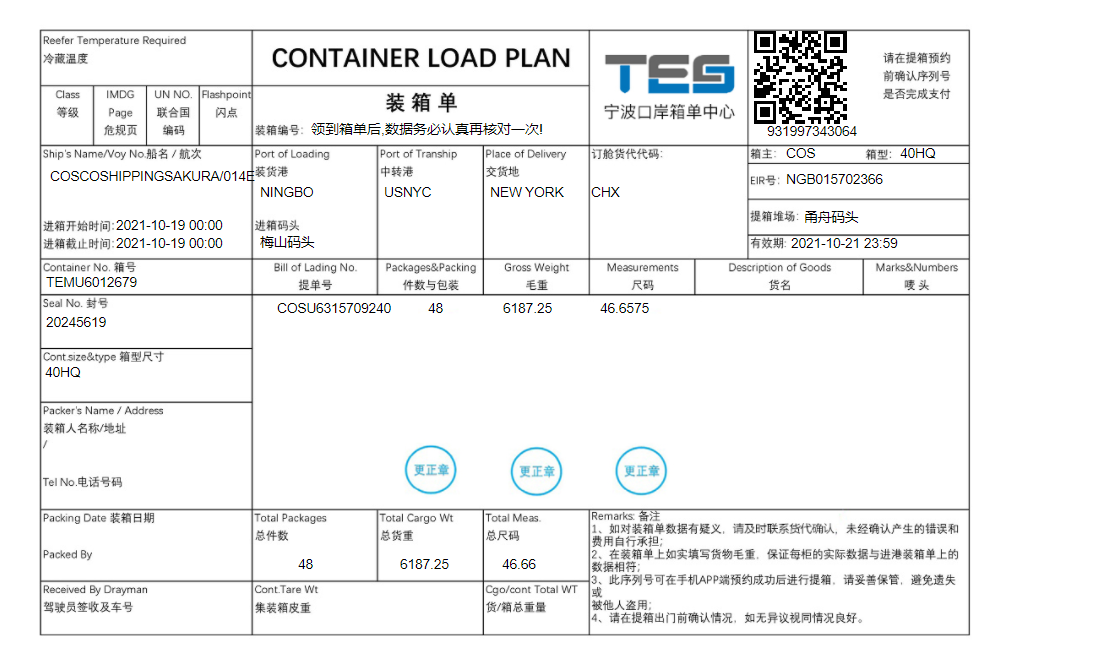 Reefer Temperature Required
冷藏温度
CONTAINER LOAD PLAN
TES
宁波口岸箱单中心
请在提箱预约
前确认序列号
是否完成支付
931997343064
Class
等级
IMDG
Page
危规页
UN NO.
联合国
编码
Flashpoint
闪点
装 箱 单
装箱编号: 领到箱单后,数据务必认真再核对一次!
Ship's Name/Voy No.船名 / 航次
COSCOSHIPPINGSAKURA/014E
进箱开始时间:2021-10-19 00:00
进箱截止时间:2021-10-19 00:00
Port of Loading
装货港
NINGBO
进箱码头
梅山码头
Port of Tranship
中转港
USNYC
Place of Delivery
交货地
NEW YORK
订舱货代代码:
CHX
箱主: COS 箱型: 40HQ
EIR号: NGB015702366
提箱堆场: 甬舟码头
有效期: 2021-10-21 23:59
Container No. 箱号
TEMU6012679
Bill of Lading No.
提单号
Packages&Packing
件数与包装
Gross Weight
毛重
Measurements
尺码
Description of Goods
货名
Marks&Numbers
唛 头
Seal No. 封号
20245619
COSU6315709240 48 6187.25 46.6575
Cont.size&type 箱型尺寸
40HQ
Packer's Name / Address
装箱人名称/地址
/
Tel No.电话号码
更正章 更正章 更正章
Packing Date 装箱日期
Packed By
Total Packages
总件数
48
Total Cargo Wt
总货重
6187.25
Total Meas.
总尺码
46.66
Remarks: 备注
1、如对装箱单数据有疑义，请及时联系货代确认，未经确认产生的错误和
费用自行承担;
2、在装箱单上如实填写货物毛重，保证每柜的实际数据与进港装箱单上的
数据相符;
3、此序列号可在手机APP端预约成功后进行提箱，请妥善保管，避免遗失
或
被他人盗用;
4、请在提箱出门前确认情况，如无异议视同情况良好。
Received By Drayman
驾驶员签收及车号
Cont.Tare Wt
集装箱皮重
Cgo/cont Total WT
货/箱总重量